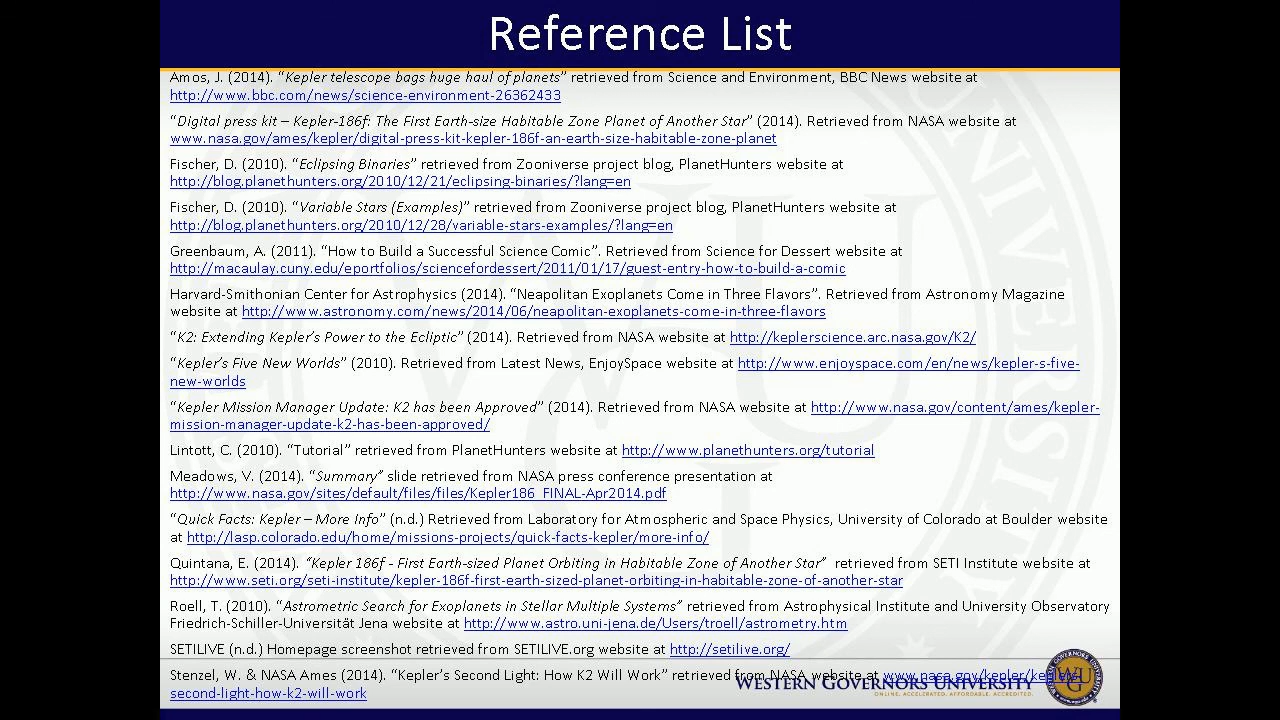 Reference List
Amos, J. (2014). “Kepler telescope bags huge haul of planets” retrieved from Science and Environment, BBC News website at
http://www.bbc.com/news/science-environment-26362433
“Digital press kit – Kepler-186f: The First Earth-size Habitable Zone Planet of Another Star” (2014). Retrieved from NASA website at
www.nasa.gov/ames/kepler/digital-press-kit-kepler-186f-an-earth-size-habitable-zone-planet
Fischer, D. (2010). “Eclipsing Binaries” retrieved from Zooniverse project blog, PlanetHunters website at
http://blog.planethunters.org/2010/12/21/eclipsing-binaries/?lang=en
Fischer, D. (2010). “Variable Stars (Examples)” retrieved from Zooniverse project blog, PlanetHunters website at
http://blog.planethunters.org/2010/12/28/variable-stars-examples/?lang=en
Greenbaum, A. (2011). “How to Build a Successful Science Comic”. Retrieved from Science for Dessert website at
http://macaulay.cuny.edu/eportfolios/sciencefordessert/2011/01/17/guest-entry-how-to-build-a-comic
Harvard-Smithonian Center for Astrophysics (2014). “Neapolitan Exoplanets Come in Three Flavors”. Retrieved from Astronomy Magazine
website at http://www.astronomy.com/news/2014/06/neapolitan-exoplanets-come-in-three-flavors
“K2: Extending Kepler’s Power to the Ecliptic” (2014). Retrieved from NASA website at http://keplerscience.arc.nasa.gov/K2/
“Kepler’s Five New Worlds” (2010). Retrieved from Latest News, EnjoySpace website at http://www.enjoyspace.com/en/news/kepler-s-five-
new-worlds
“Kepler Mission Manager Update: K2 has been Approved” (2014). Retrieved from NASA website at http://www.nasa.gov/content/ames/kepler-
mission-manager-update-k2-has-been-approved/
Lintott, C. (2010). “Tutorial” retrieved from PlanetHunters website at http://www.planethunters.org/tutorial
Meadows, V. (2014). “Summary” slide retrieved from NASA press conference presentation at
http://www.nasa.gov/sites/default/files/files/Kepler186_FINAL-Apr2014.pdf
“Quick Facts: Kepler – More Info” (n.d.) Retrieved from Laboratory for Atmospheric and Space Physics, University of Colorado at Boulder website
at http://lasp.colorado.edu/home/missions-projects/quick-facts-kepler/more-info/
Quintana, E. (2014). “Kepler 186f - First Earth-sized Planet Orbiting in Habitable Zone of Another Star” retrieved from SETI Institute website at
http://www.seti.org/seti-institute/kepler-186f-first-earth-sized-planet-orbiting-in-habitable-zone-of-another-star
Roell, T. (2010). “Astrometric Search for Exoplanets in Stellar Multiple Systems” retrieved from Astrophysical Institute and University Observatory
Friedrich-Schiller-Universität Jena website at http://www.astro.uni-jena.de/Users/troell/astrometry.htm
SETILIVE (n.d.) Homepage screenshot retrieved from SETILIVE.org website at http://setilive.org/
Stenzel, W. & NASA Ames (2014). “Kepler’s Second Light: How K2 Will Work” retrieved from NASA website at www.nasa.gov/kepler/keplers-
second-light-how-k2-will-work
WESTERN GOVERNORS UNIVERSITY
ONLINE. ACCELERATED. AFFORDABLE. ACCREDITED.